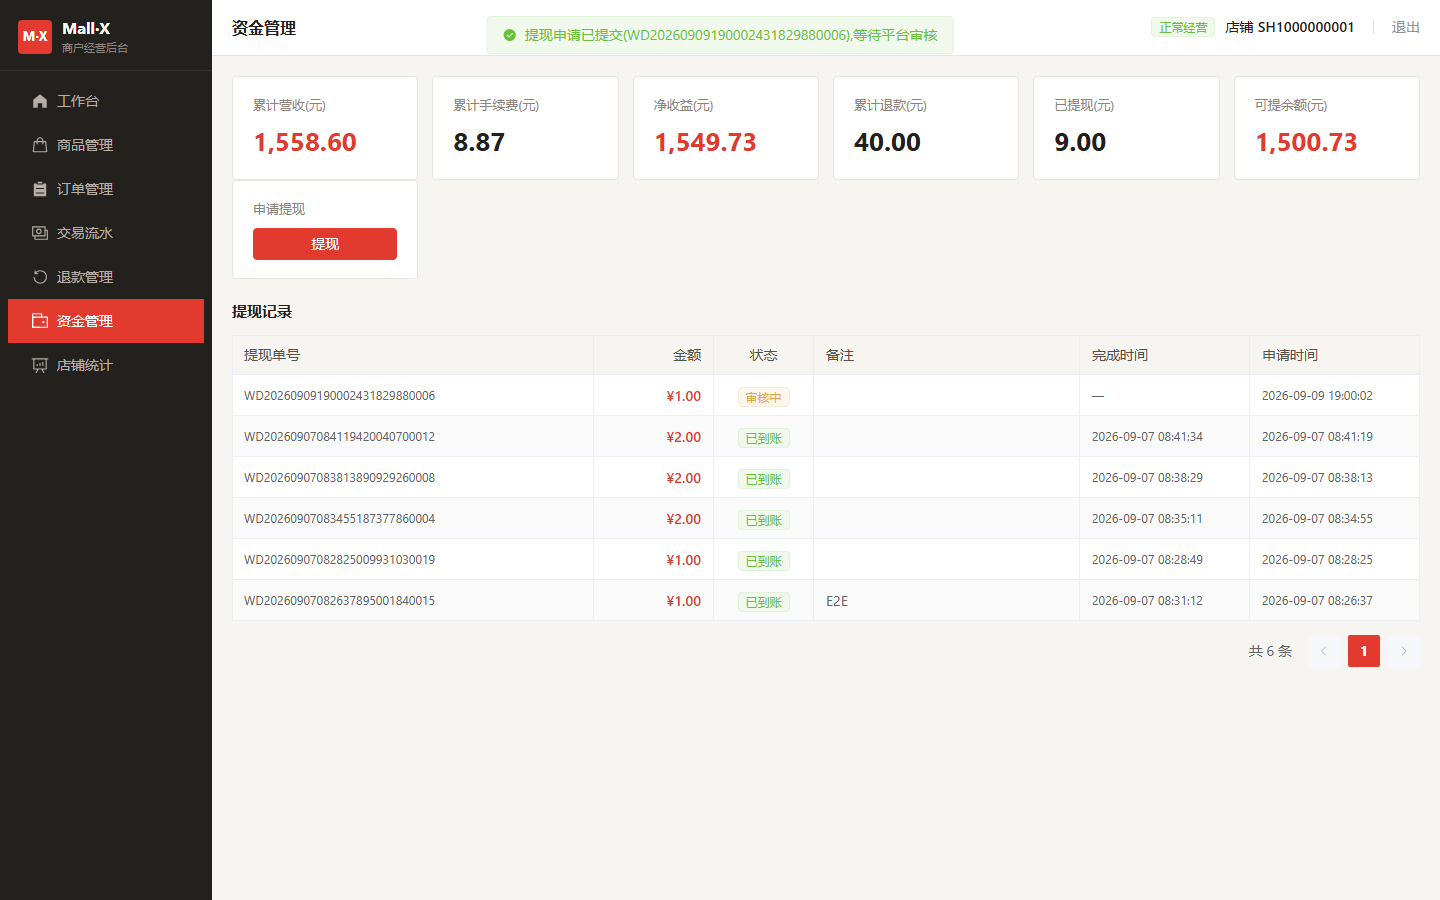 M·X
Mall·X
商户经营后台
工作台
商品管理
订单管理
交易流水
退款管理
资金管理
店铺统计
资金管理
提现申请已提交(WD20260909190002431829880006),等待平台审核
正常经营
店铺 SH1000000001
退出
累计营收(元)
1,558.60
累计手续费(元)
8.87
净收益(元)
1,549.73
累计退款(元)
40.00
已提现(元)
9.00
可提余额(元)
1,500.73
申请提现
提现
提现记录
提现单号 金额 状态 备注 完成时间 申请时间
WD20260909190002431829880006 ¥1.00 审核中 — 2026-09-09 19:00:02
WD20260907084119420040700012 ¥2.00 已到账 2026-09-07 08:41:34 2026-09-07 08:41:19
WD20260907083813890929260008 ¥2.00 已到账 2026-09-07 08:38:29 2026-09-07 08:38:13
WD20260907083455187377860004 ¥2.00 已到账 2026-09-07 08:35:11 2026-09-07 08:34:55
WD20260907082825009931030019 ¥1.00 已到账 2026-09-07 08:28:49 2026-09-07 08:28:25
WD20260907082637895001840015 ¥1.00 已到账 E2E 2026-09-07 08:31:12 2026-09-07 08:26:37
共 6 条
1